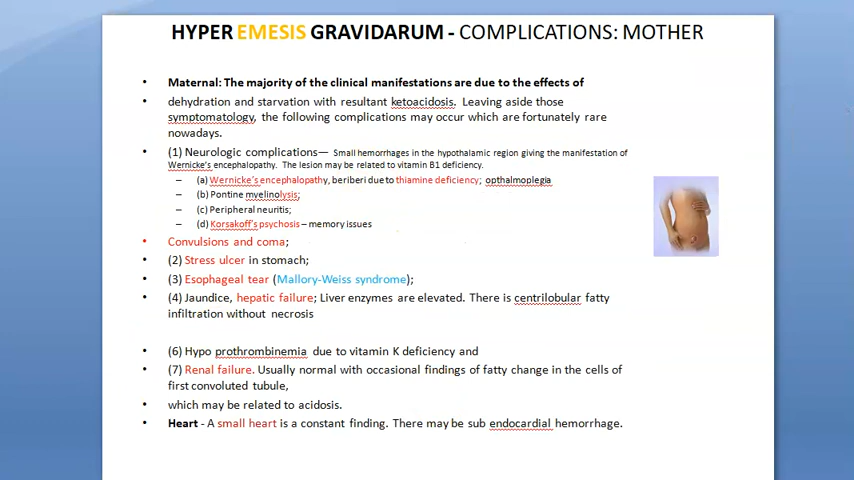 HYPER EMESIS GRAVIDARUM - COMPLICATIONS: MOTHER
• Maternal: The majority of the clinical manifestations are due to the effects of
• dehydration and starvation with resultant ketoacidosis. Leaving aside those
symptomatology, the following complications may occur which are fortunately rare
nowadays.
• (1) Neurologic complications— Small hemorrhages in the hypothalamic region giving the manifestation of
Wernicke's encephalopathy. The lesion may be related to vitamin B1 deficiency.
– (a) Wernicke's encephalopathy, beriberi due to thiamine deficiency; opthalmoplegia
– (b) Pontine myelinolysis;
– (c) Peripheral neuritis;
– (d) Korsakoff's psychosis – memory issues
• Convulsions and coma;
• (2) Stress ulcer in stomach;
• (3) Esophageal tear (Mallory-Weiss syndrome);
• (4) Jaundice, hepatic failure; Liver enzymes are elevated. There is centrilobular fatty
infiltration without necrosis
• (6) Hypo prothrombinemia due to vitamin K deficiency and
• (7) Renal failure. Usually normal with occasional findings of fatty change in the cells of
first convoluted tubule,
• which may be related to acidosis.
• Heart - A small heart is a constant finding. There may be sub endocardial hemorrhage.